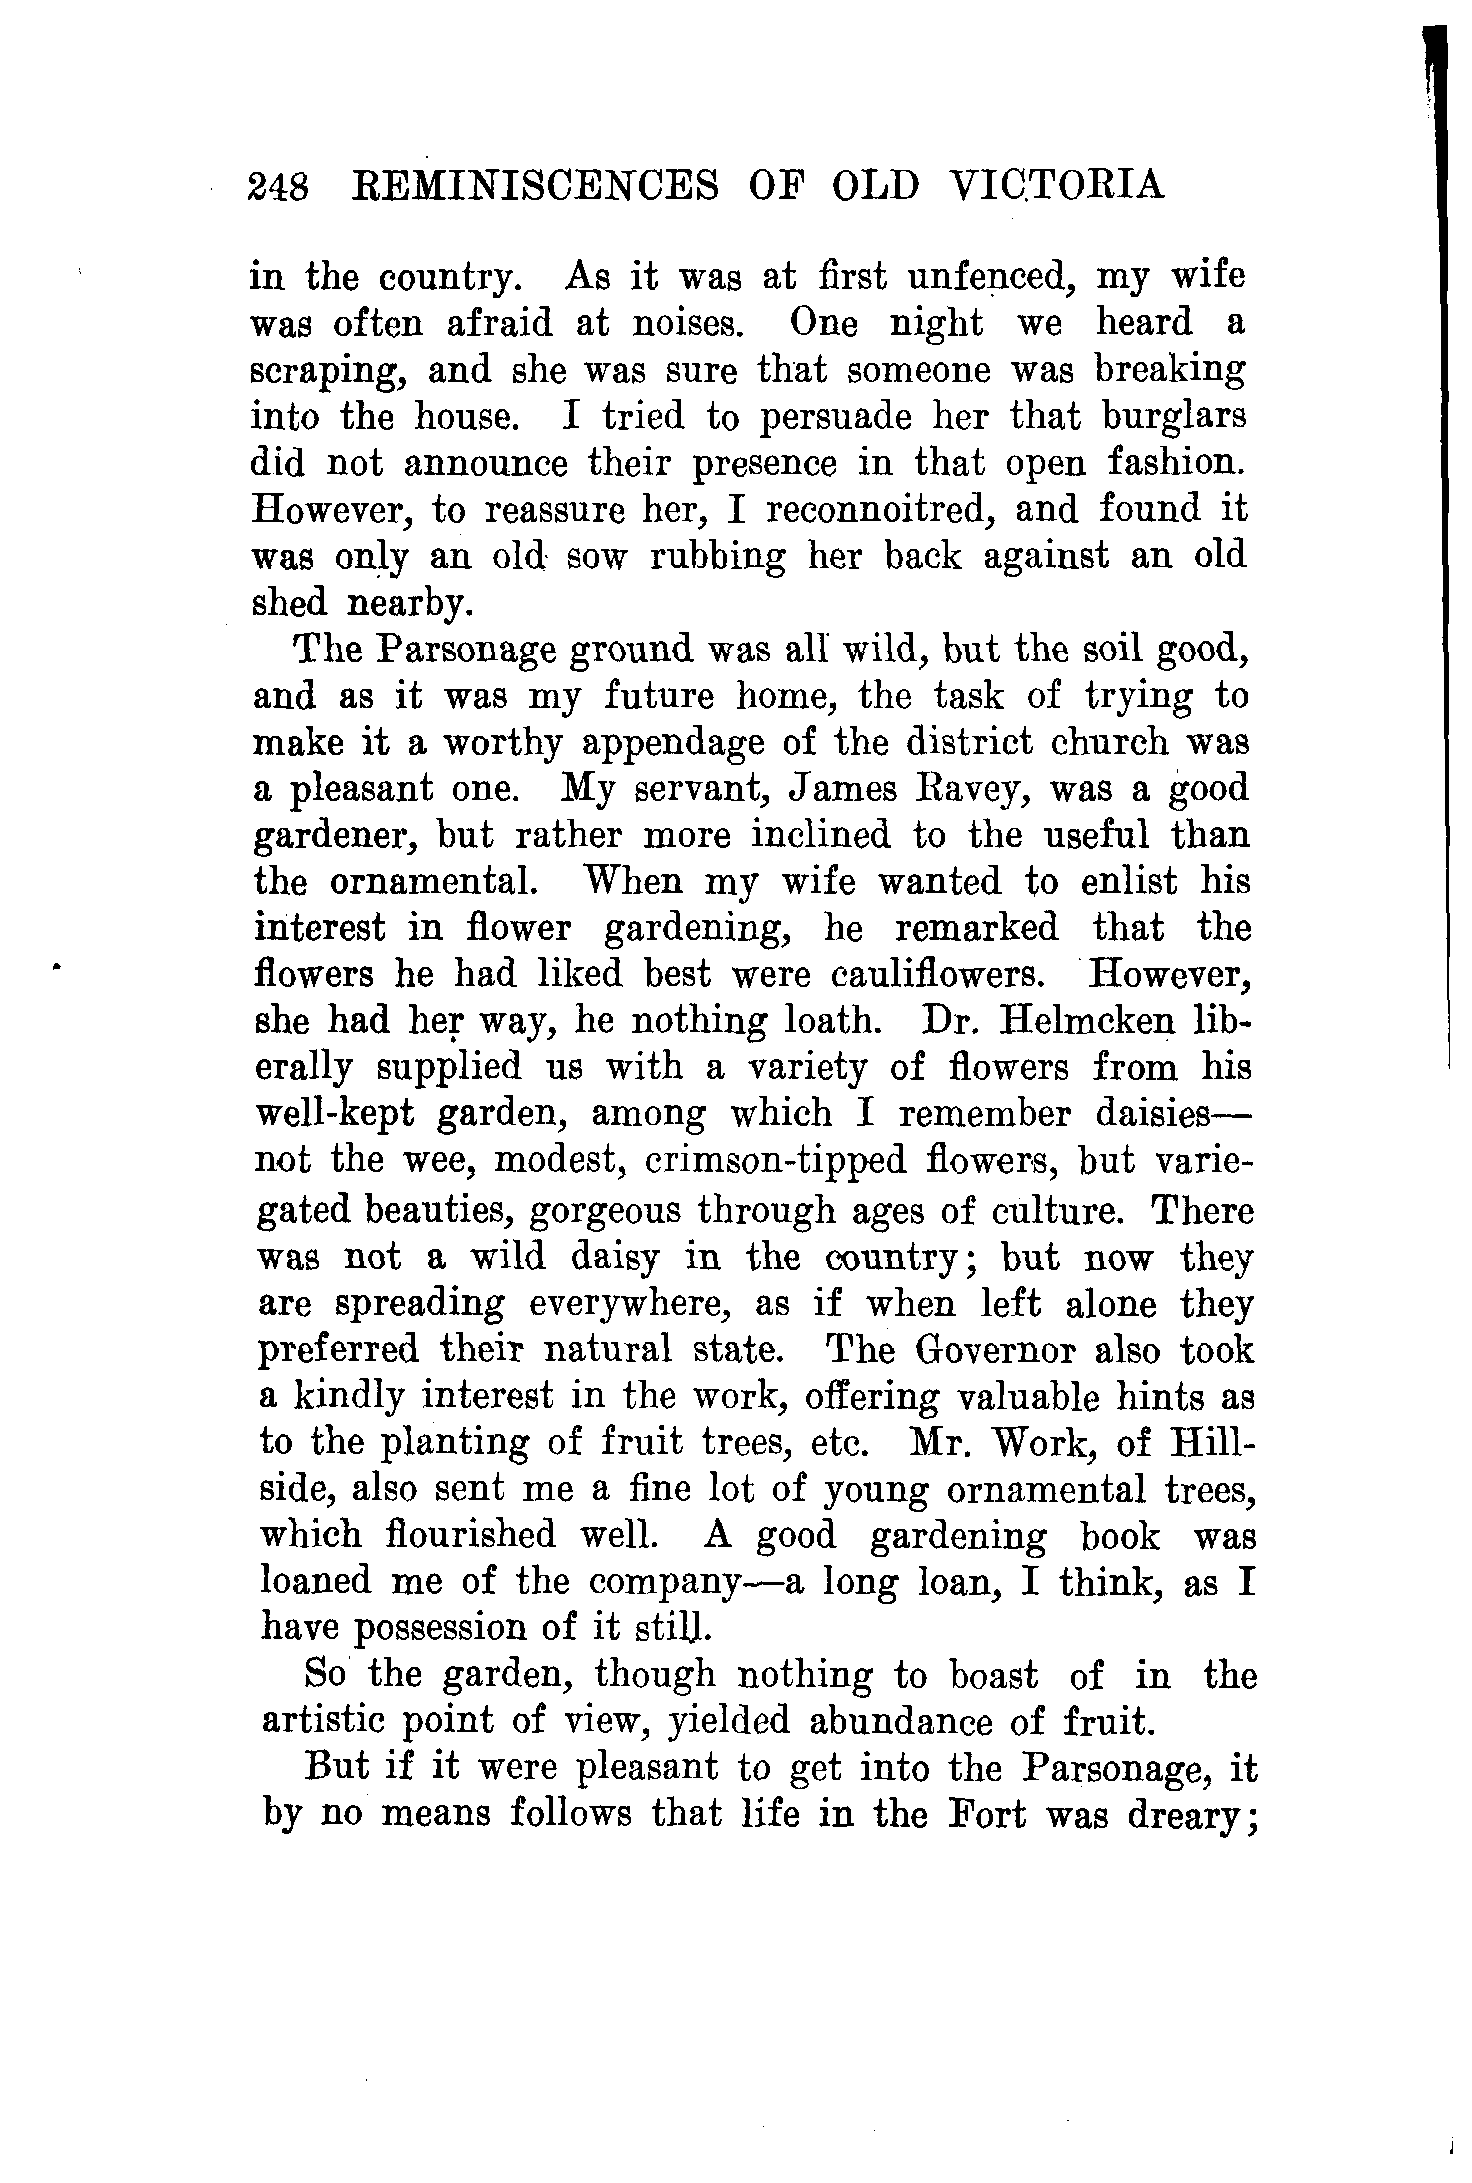 248 REMINISCENCES OF OLD VICTORIA
in the country. As it was at first unfenced, my wife
was often afraid at noises. One night we heard a
scraping, and she was sure that someone was breaking
into the house. I tried to persuade her that burglars
did not announce their presence in that open fashion.
However, to reassure her, I reconnoitred, and found it
was only an old sow rubbing her back against an old
shed nearby.
The Parsonage ground was all wild, but the soil good,
and as it was my future home, the task of trying to
make it a worthy appendage of the district church was
a pleasant one. My servant, James Ravey, was a good
gardener, but rather more inclined to the useful than
the ornamental. When my wife wanted to enlist his
interest in flower gardening, he remarked that the
flowers he had liked best were cauliflowers. However,
she had her way, he nothing loath. Dr. Helmcken lib-
erally supplied us with a variety of flowers from his
well-kept garden, among which I remember daisies—
not the wee, modest, crimson-tipped flowers, but varie-
gated beauties, gorgeous through ages of culture. There
was not a wild daisy in the country; but now they
are spreading everywhere, as if when left alone they
preferred their natural state. The Governor also took
a kindly interest in the work, offering valuable hints as
to the planting of fruit trees, etc. Mr. Work, of Hill-
side, also sent me a fine lot of young ornamental trees,
which flourished well. A good gardening book was
loaned me of the company—a long loan, I think, as I
have possession of it still.
So the garden, though nothing to boast of in the
artistic point of view, yielded abundance of fruit.
But if it were pleasant to get into the Parsonage, it
by no means follows that life in the Fort was dreary;